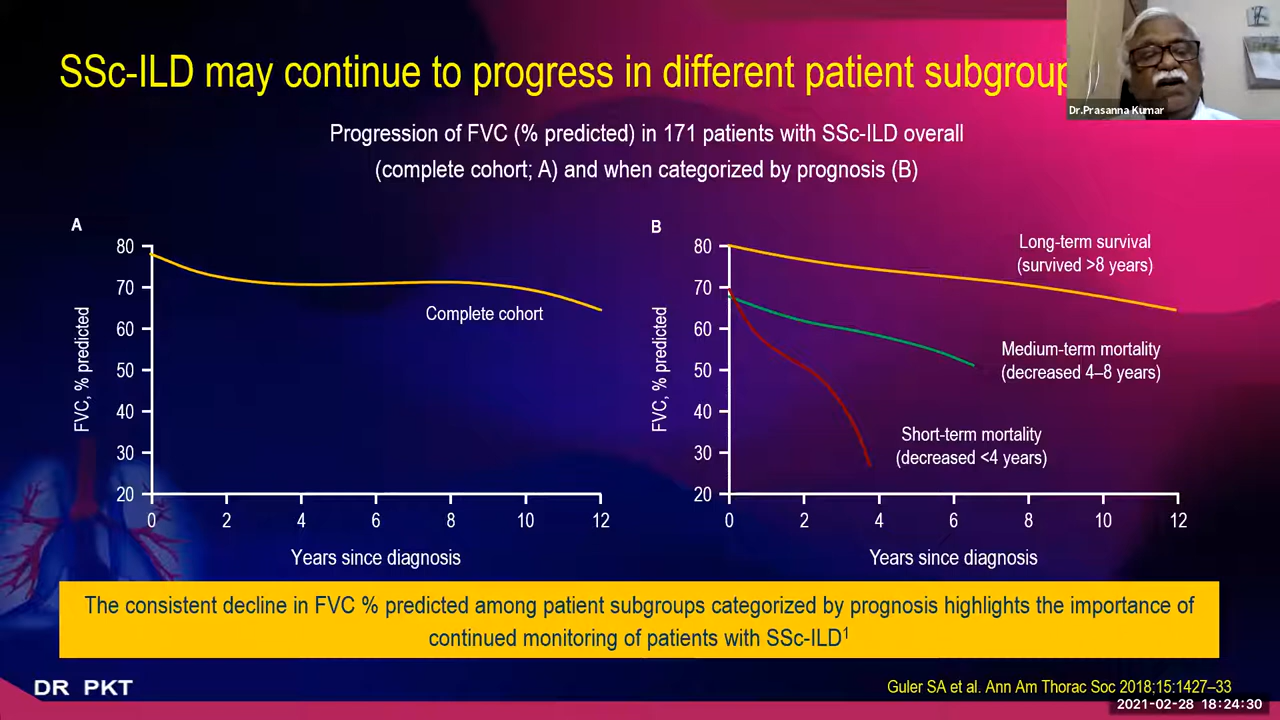 SSc-ILD may continue to progress in different patient subgroup
Dr.Prasanna Kumar
Progression of FVC (% predicted) in 171 patients with SSc-ILD overall
(complete cohort; A) and when categorized by prognosis (B)
A
80
70
60
50
40
30
20
FVC, % predicted
Complete cohort
0 2 4 6 8 10 12
Years since diagnosis
B
80
70
60
50
40
30
20
FVC, % predicted
Long-term survival
(survived >8 years)
Medium-term mortality
(decreased 4–8 years)
Short-term mortality
(decreased <4 years)
0 2 4 6 8 10 12
Years since diagnosis
The consistent decline in FVC % predicted among patient subgroups categorized by prognosis highlights the importance of
continued monitoring of patients with SSc-ILD¹
DR PKT
Guler SA et al. Ann Am Thorac Soc 2018;15:1427–33
2021-02-28 18:24:30